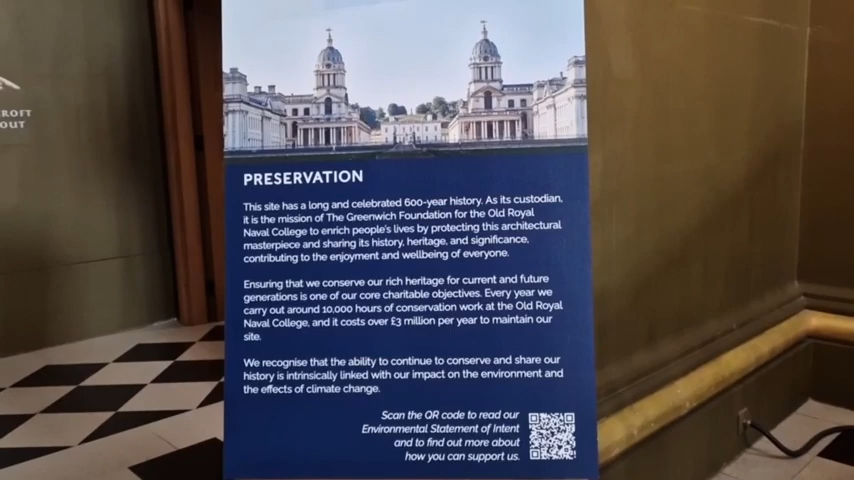 ROFT
OUT
PRESERVATION
This site has a long and celebrated 600-year history. As its custodian,
it is the mission of The Greenwich Foundation for the Old Royal
Naval College to enrich people's lives by protecting this architectural
masterpiece and sharing its history, heritage, and significance,
contributing to the enjoyment and wellbeing of everyone.
Ensuring that we conserve our rich heritage for current and future
generations is one of our core charitable objectives. Every year we
carry out around 10,000 hours of conservation work at the Old Royal
Naval College, and it costs over £3 million per year to maintain our
site.
We recognise that the ability to continue to conserve and share our
history is intrinsically linked with our impact on the environment and
the effects of climate change.
Scan the QR code to read our
Environmental Statement of Intent
and to find out more about
how you can support us.